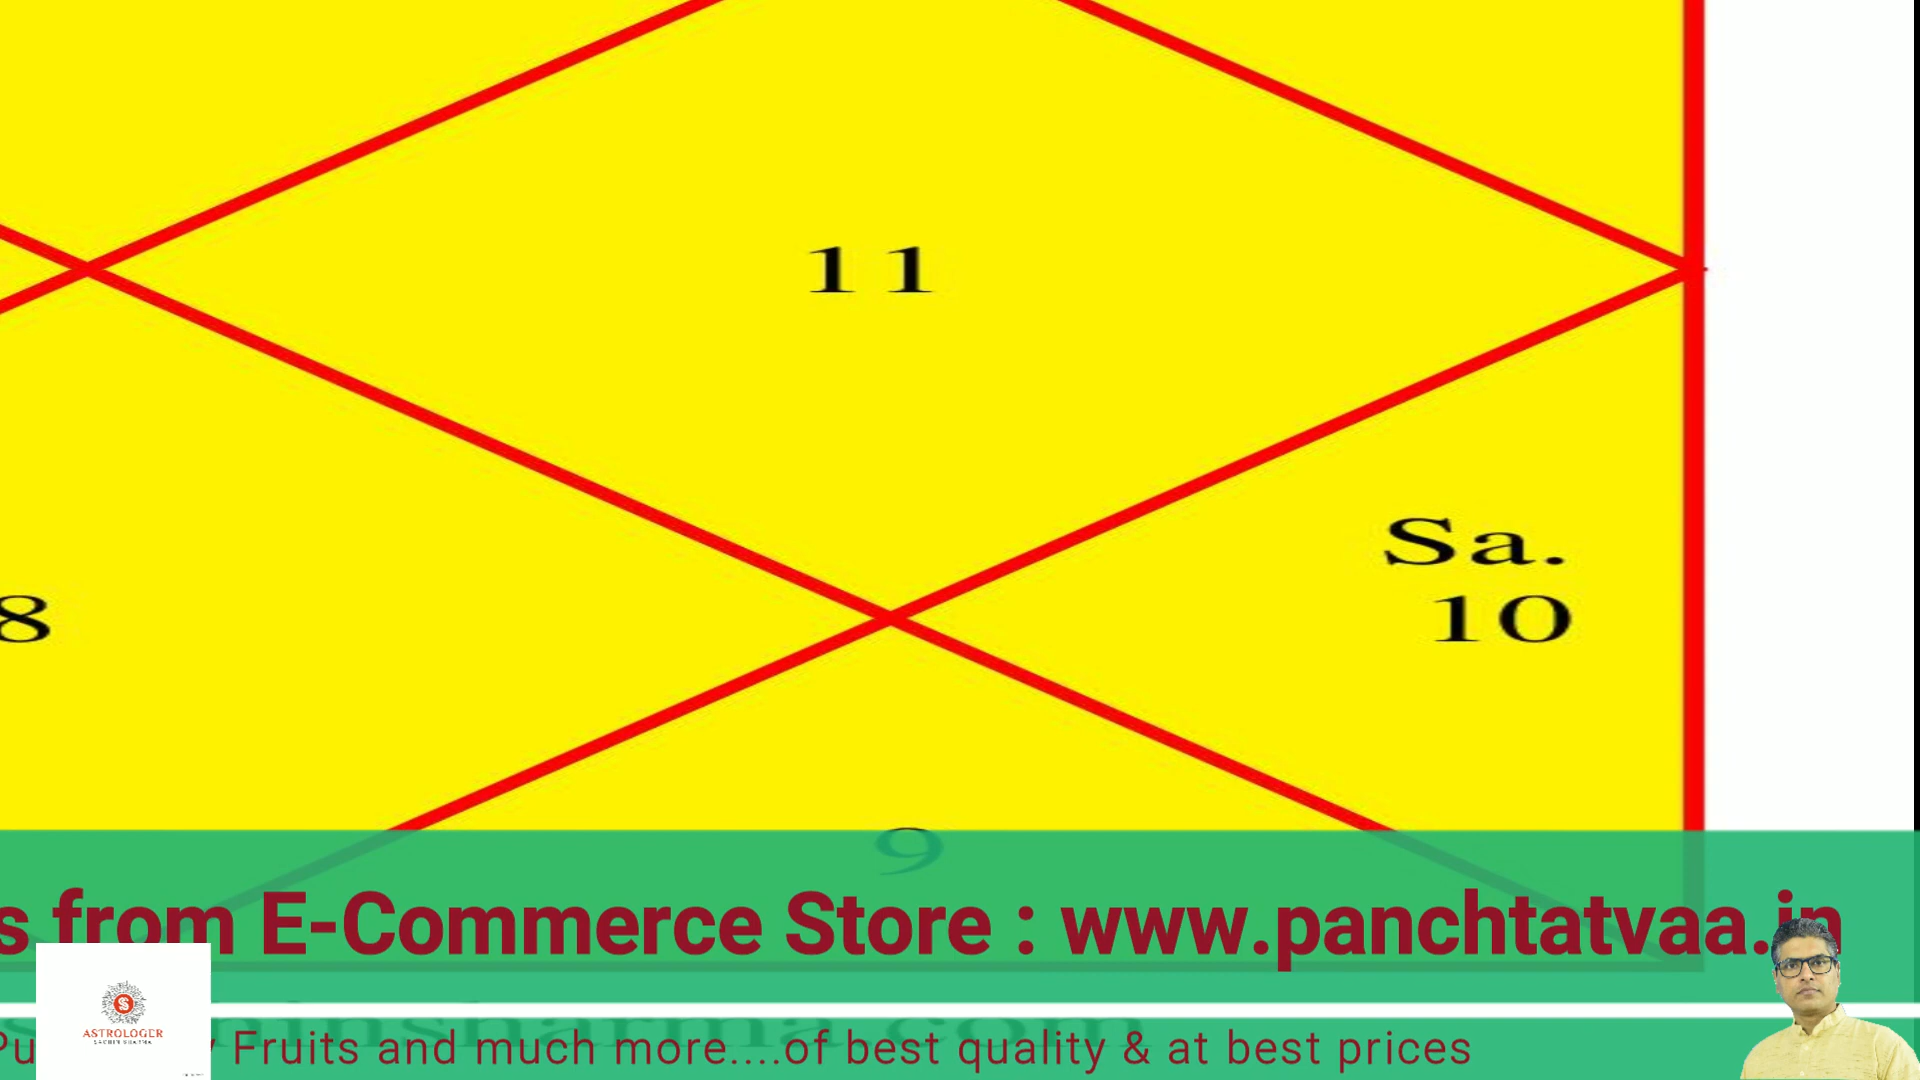 11
Sa.
8
10
9
s from E-Commerce Store : www.panchtatvaa.in
Fruits and much more....of best quality & at best prices
ASTROLOGER